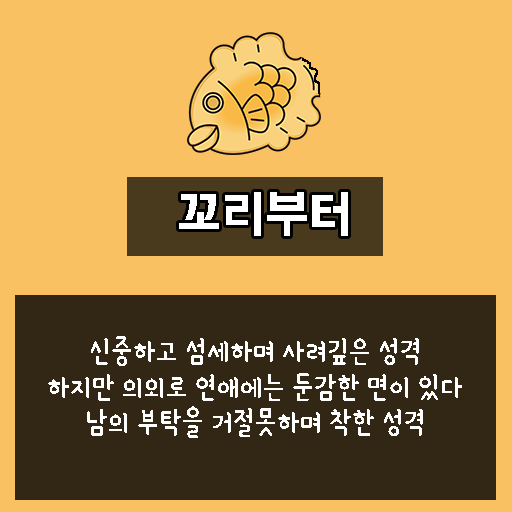 꼬리부터
신중하고 섬세하며 사려깊은 성격
하지만 의외로 연애에는 둔감한 면이 있다
남의 부탁을 거절못하며 착한 성격